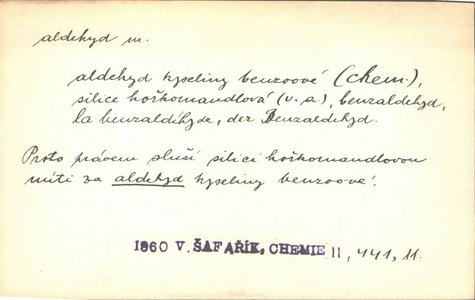 aldehyd m.
aldehyd kyseliny benzoové (chem.),
silice hořkomandlová (v. a.), benzaldehyd,
la benzaldéhyde, der Benzaldehyd.
Proto právem sluší silici hořkomandlovou
míti za aldehyd kyseliny benzoové.
1860 V. ŠAFAŘÍK, CHEMIE II, 441, 11.